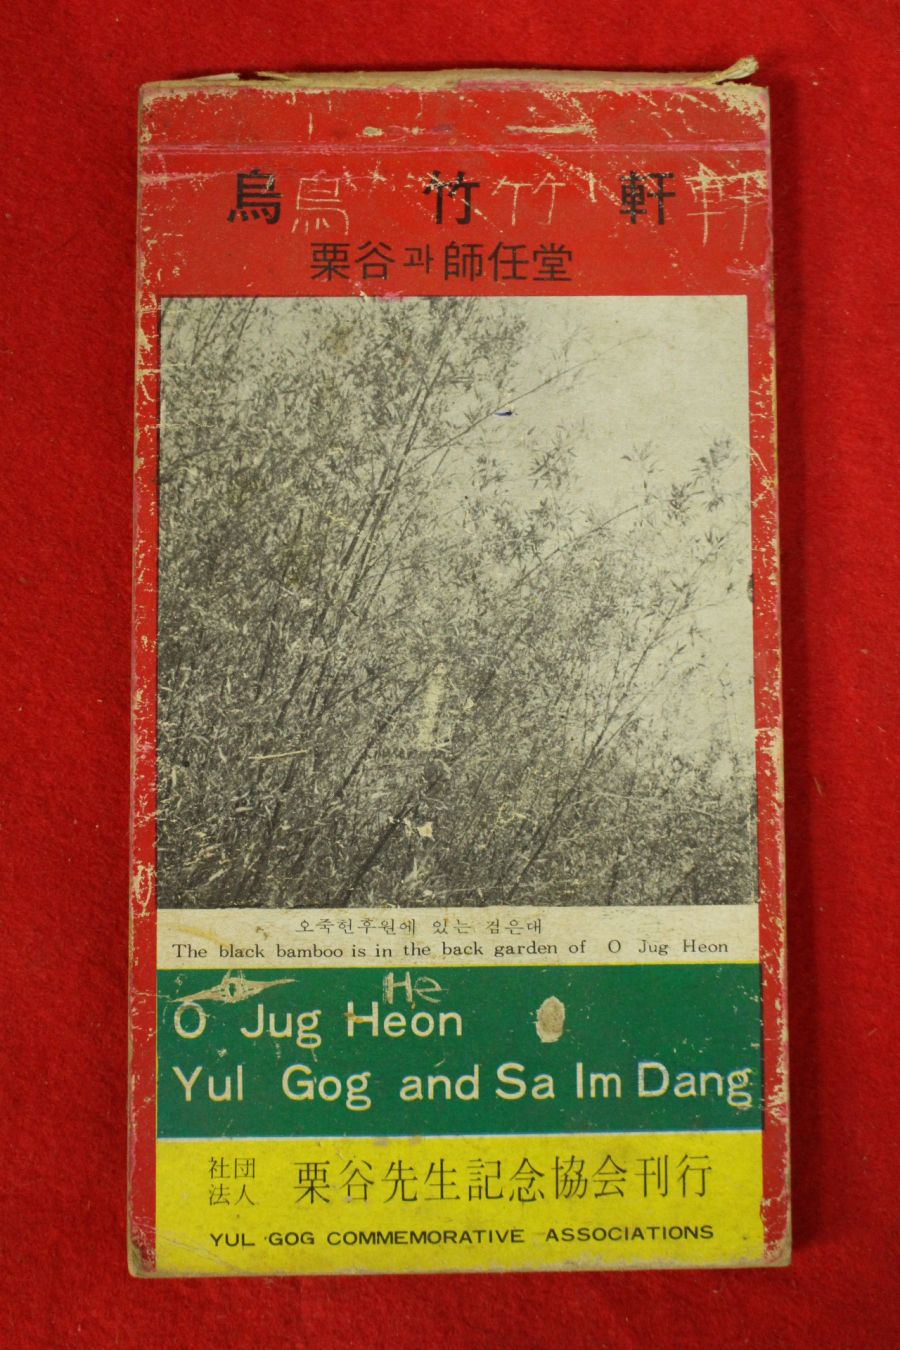 烏竹軒
栗谷과 師任堂
오죽헌후원에 있는 검은대
The black bamboo is in the back garden of O Jug Heon
He
O Jug Heon
Yul Gog and Sa Im Dang
社団法人 栗谷先生記念協会刊行
YUL GOG COMMEMORATIVE ASSOCIATIONS